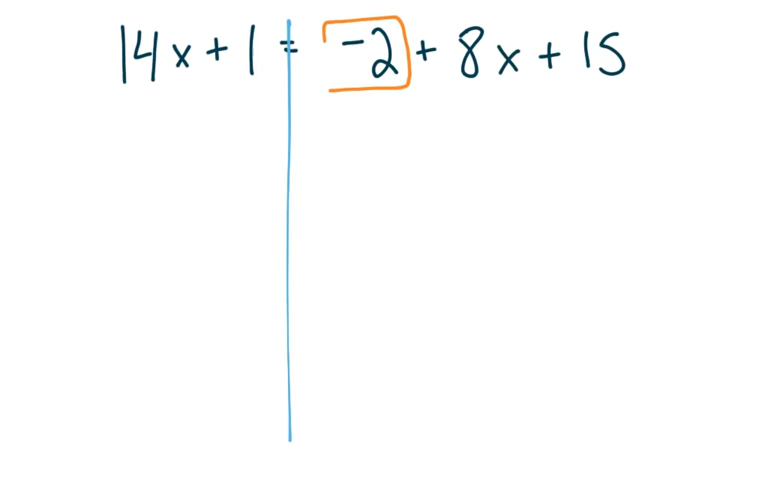 14x + 1 = -2 + 8x + 15